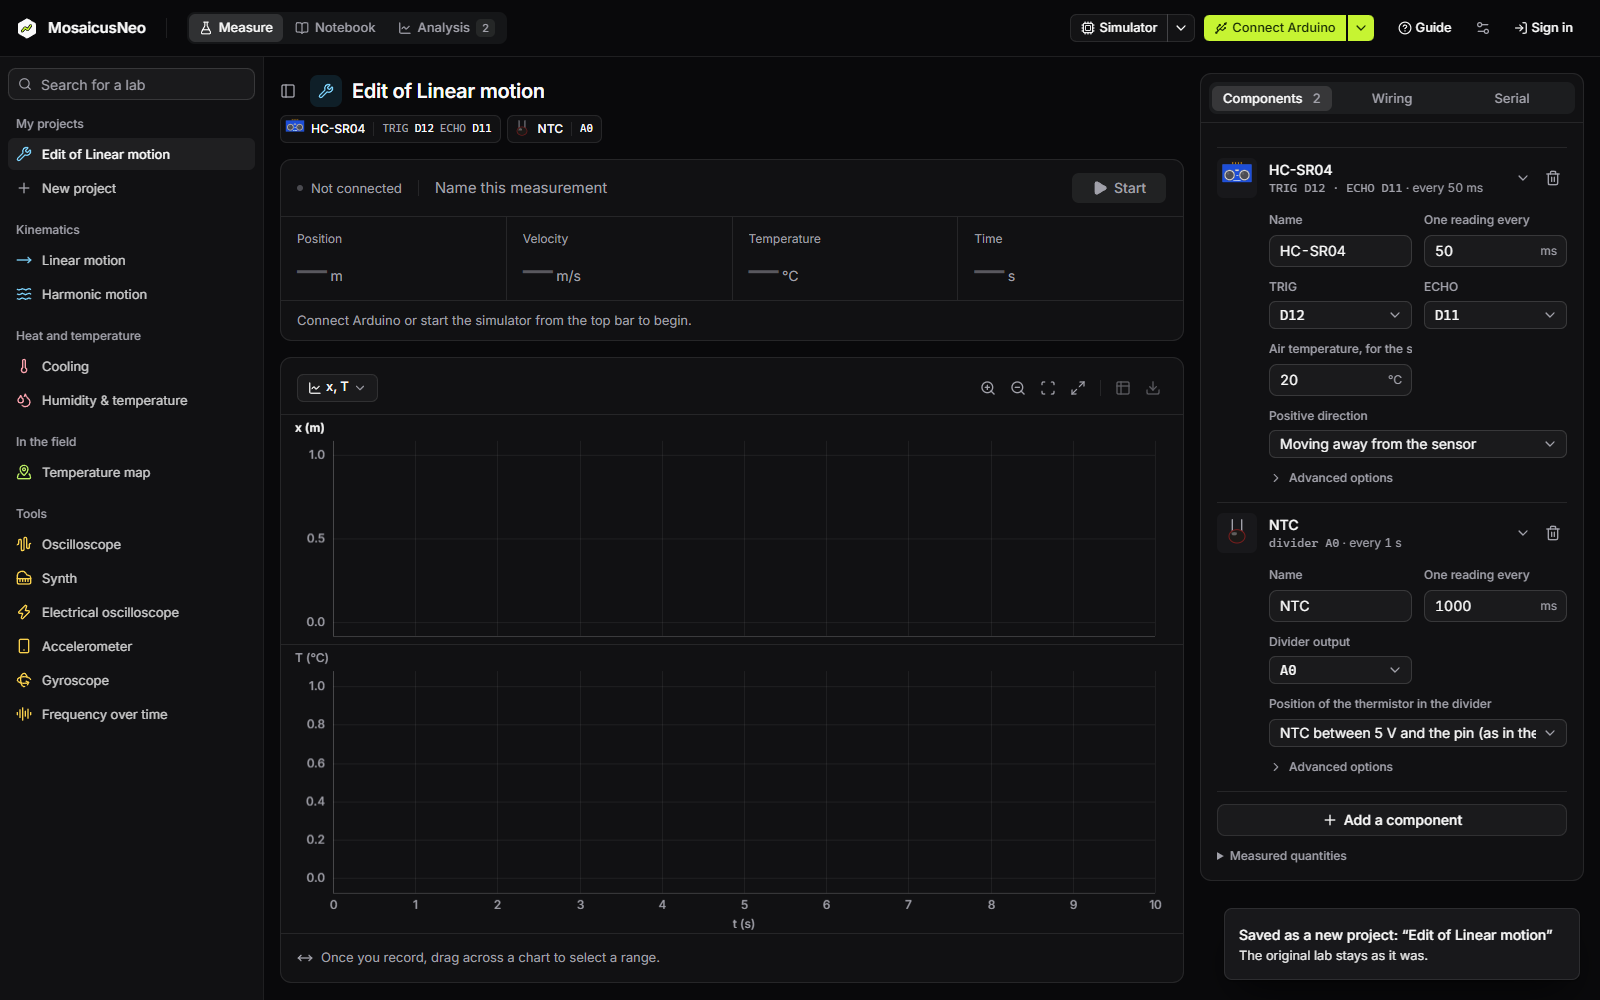 MosaicusNeo
Measure
Notebook
Analysis 2
Simulator
Connect Arduino
Guide
Sign in
Search for a lab
My projects
Edit of Linear motion
New project
Kinematics
Linear motion
Harmonic motion
Heat and temperature
Cooling
Humidity & temperature
In the field
Temperature map
Tools
Oscilloscope
Synth
Electrical oscilloscope
Accelerometer
Gyroscope
Frequency over time
Edit of Linear motion
HC-SR04 TRIG D12 ECHO D11
NTC A0
Not connected
Name this measurement
Start
Position
m
Velocity
m/s
Temperature
°C
Time
s
Connect Arduino or start the simulator from the top bar to begin.
x, T
x (m)
1.0
0.5
0.0
T (°C)
1.0
0.8
0.6
0.4
0.2
0.0
0 1 2 3 4 5 6 7 8 9 10
t (s)
Once you record, drag across a chart to select a range.
Components 2
Wiring
Serial
HC-SR04
TRIG D12 · ECHO D11 · every 50 ms
Name
One reading every
HC-SR04
50 ms
TRIG
ECHO
D12
D11
Air temperature, for the s
20 °C
Positive direction
Moving away from the sensor
Advanced options
NTC
divider A0 · every 1 s
Name
One reading every
NTC
1000 ms
Divider output
A0
Position of the thermistor in the divider
NTC between 5 V and the pin (as in the
Advanced options
Add a component
Measured quantities
Saved as a new project: “Edit of Linear motion”
The original lab stays as it was.